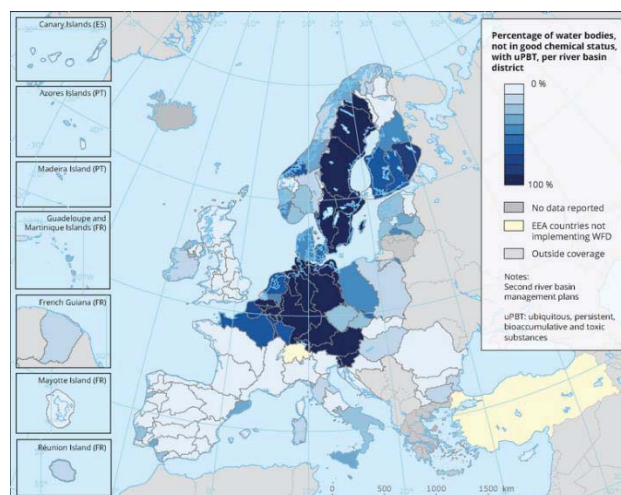 Canary Islands (ES)
Azores Islands (PT)
Madeira Island (PT)
Guadeloupe and
Martinique Islands (FR)
French Guiana (FR)
Mayotte Island (FR)
Réunion Island (FR)
Percentage of water bodies,
not in good chemical status,
with uPBT, per river basin
district
0 %
100 %
No data reported
EEA countries not
implementing WFD
Outside coverage
Notes:
Second river basin
management plans
uPBT: ubiquitous, persistent,
bioaccumulative and toxic
substances
0 500 1000 1500 km